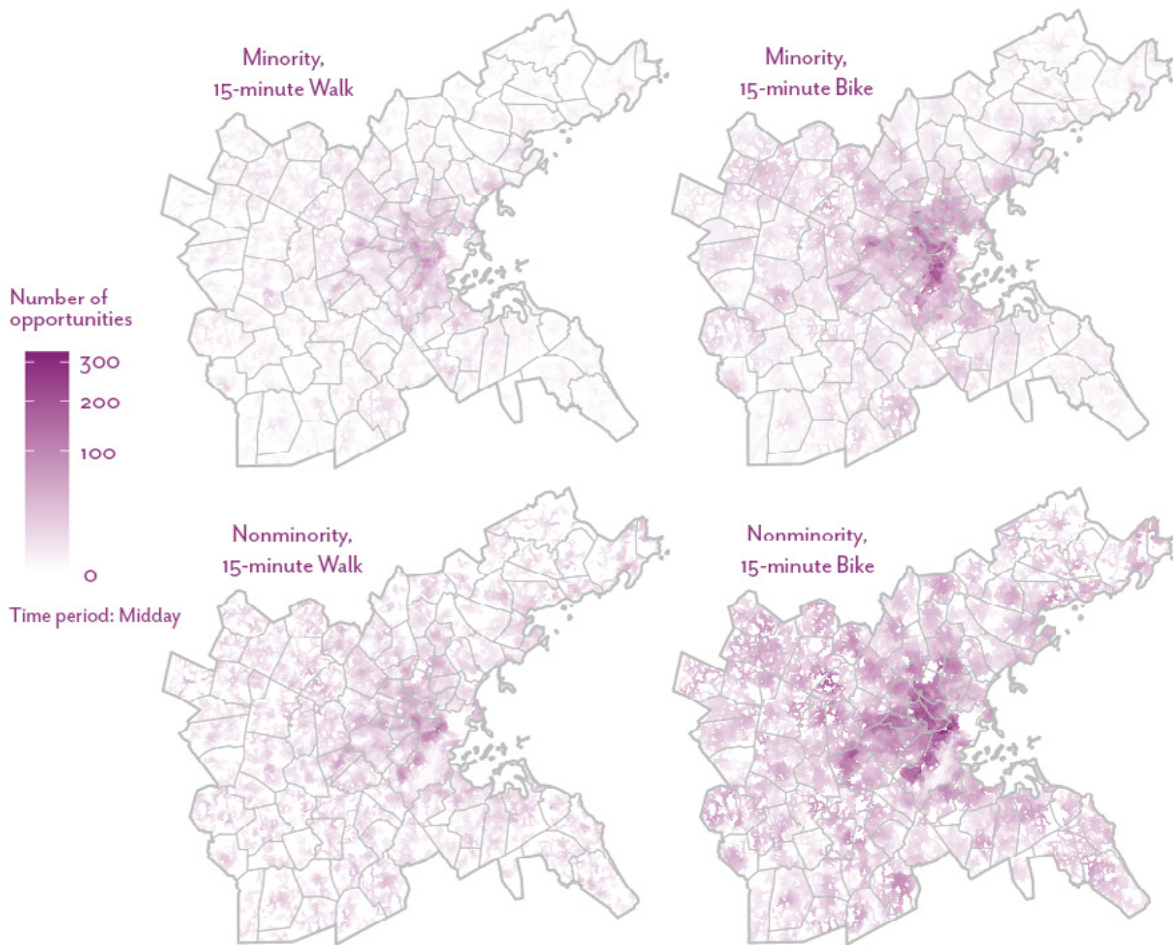 Minority,
15-minute Walk
Minority,
15-minute Bike
Number of
opportunities
300
200
100
0
Time period: Midday
Nonminority,
15-minute Walk
Nonminority,
15-minute Bike